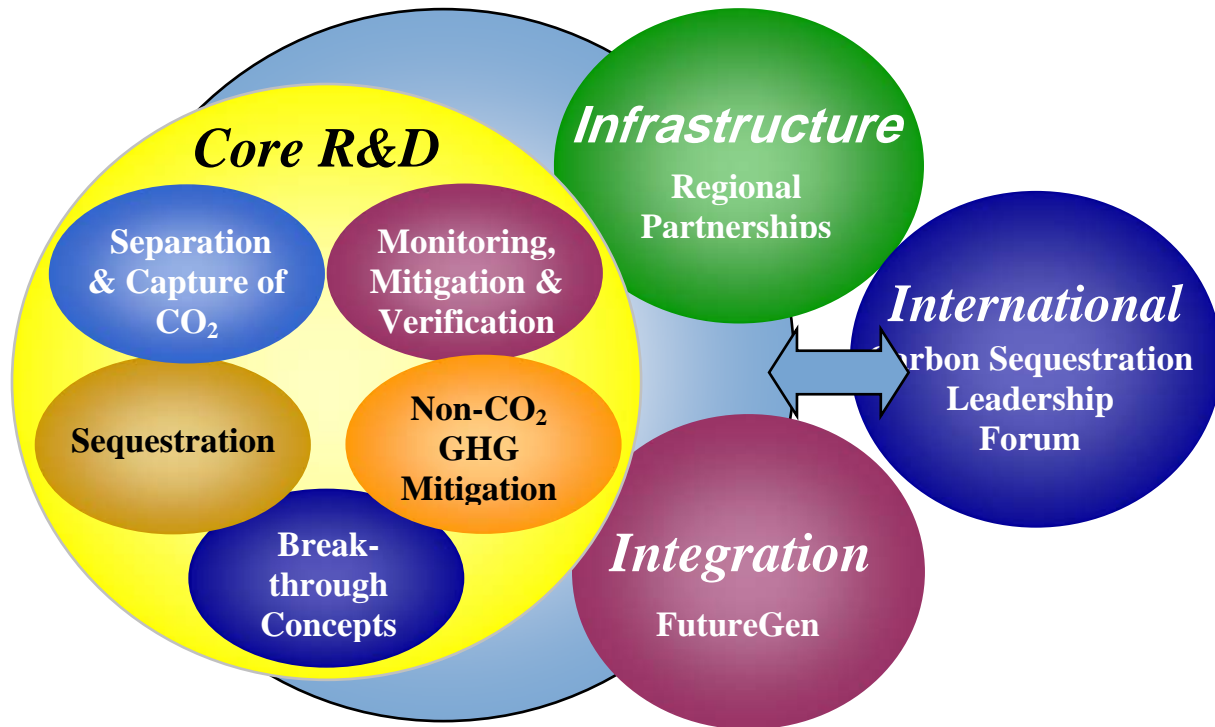 Core R&D
Separation
& Capture of
CO₂
Monitoring,
Mitigation &
Verification
Sequestration
Non-CO₂
GHG
Mitigation
Break-
through
Concepts
Infrastructure
Regional
Partnerships
International
Carbon Sequestration
Leadership
Forum
Integration
FutureGen